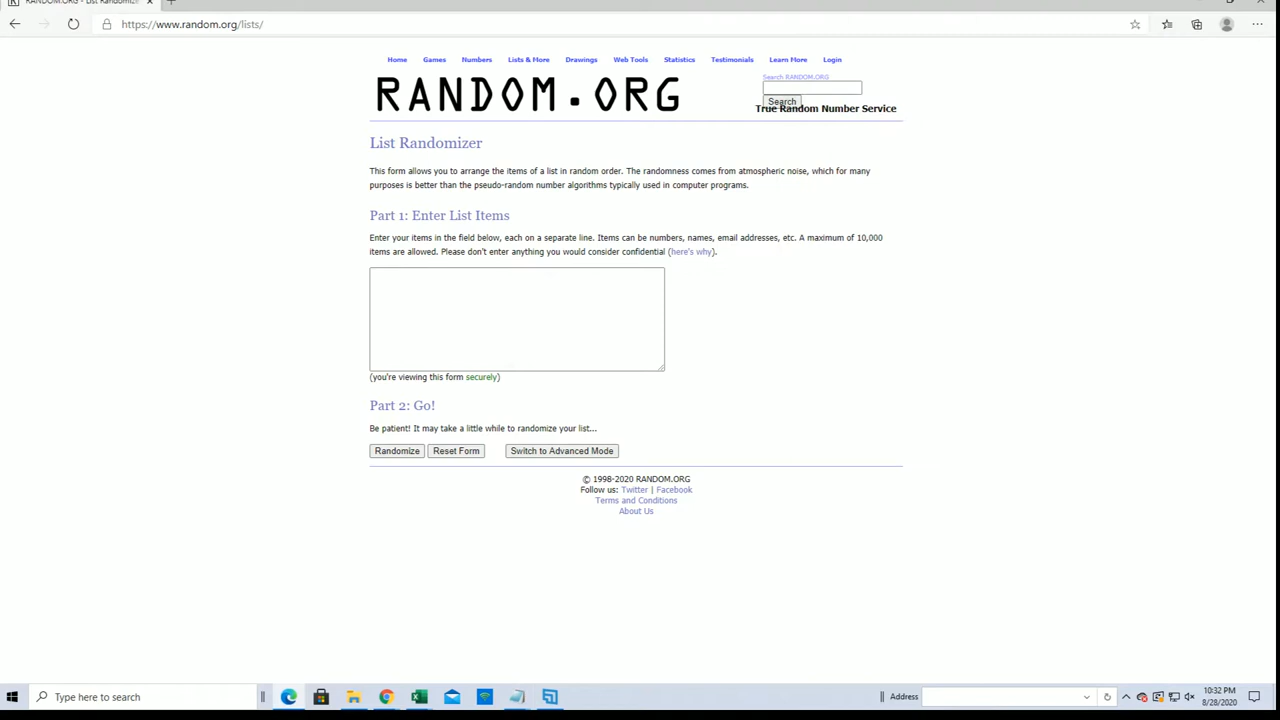 RANDOM.ORG - List Randomiz
https://www.random.org/lists/
Home Games Numbers Lists & More Drawings Web Tools Statistics Testimonials Learn More Login
RANDOM.ORG
Search RANDOM.ORG
Search
True Random Number Service
List Randomizer
This form allows you to arrange the items of a list in random order. The randomness comes from atmospheric noise, which for many
purposes is better than the pseudo-random number algorithms typically used in computer programs.
Part 1: Enter List Items
Enter your items in the field below, each on a separate line. Items can be numbers, names, email addresses, etc. A maximum of 10,000
items are allowed. Please don't enter anything you would consider confidential (here's why).
(you're viewing this form securely)
Part 2: Go!
Be patient! It may take a little while to randomize your list...
Randomize Reset Form Switch to Advanced Mode
© 1998-2020 RANDOM.ORG
Follow us: Twitter | Facebook
Terms and Conditions
About Us
Type here to search
Address
10:32 PM
8/28/2020